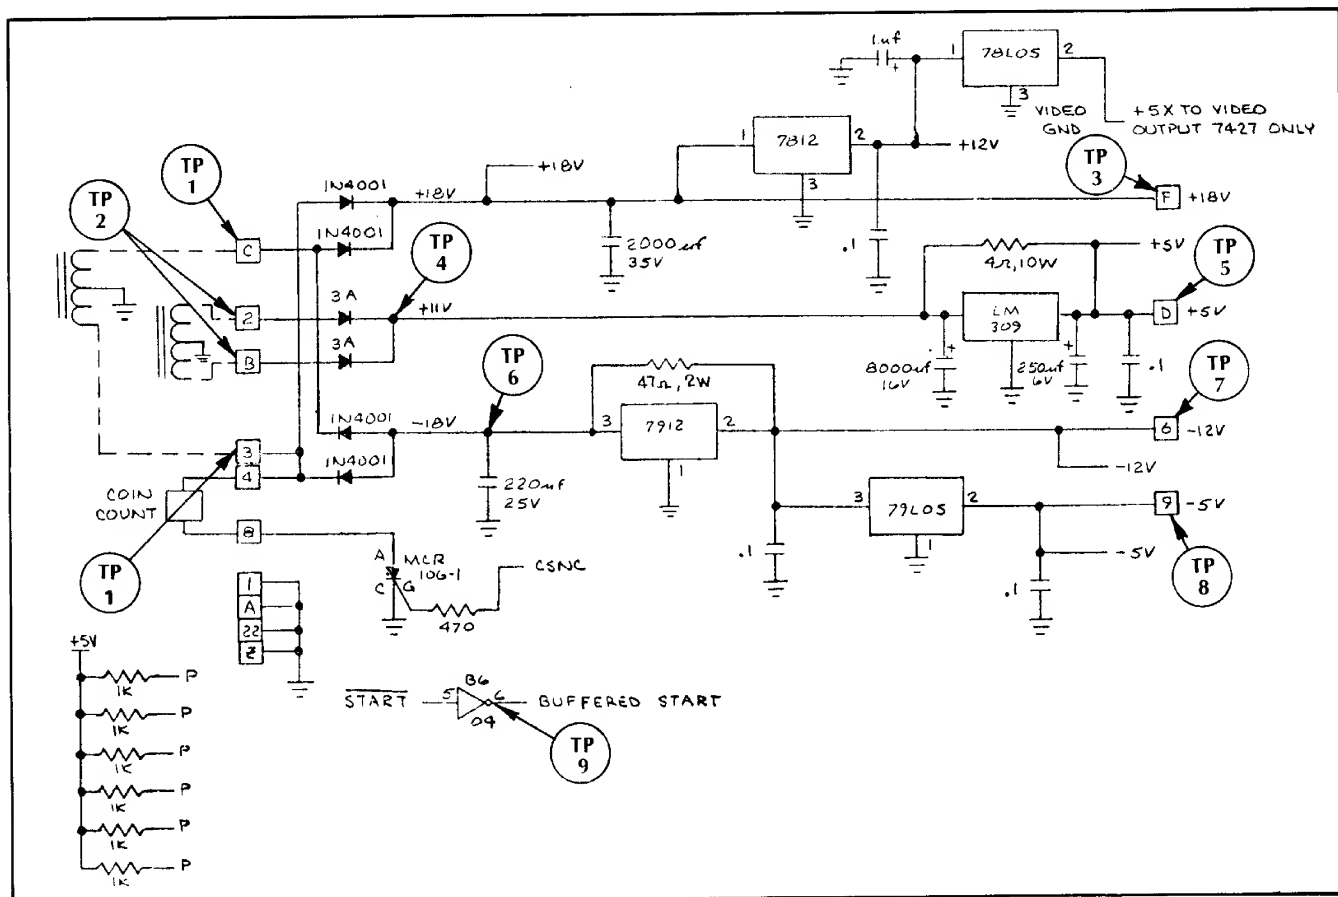 1uf
+
1
78L05
2
3
VIDEO
GND
+5X TO VIDEO
OUTPUT 7427 ONLY
1
7812
2
3
+12V
TP
1
TP
2
TP
3
1N4001
+18V
+18V
F
+18V
C
1N4001
2000uf
35V
.1
TP
4
4Ω,10W
+5V
TP
5
2
3A
+11V
LM
309
D
+5V
B
3A
+
8000uf
16V
+
250uf
6V
.1
TP
6
47Ω,2W
TP
7
1N4001
-18V
3
7912
2
1
6
-12V
3
4
1N4001
-12V
COIN
COUNT
220uf
25V
3
79L05
2
1
9
-5V
8
-5V
.1
.1
A
MCR
106-1
C
G
CSNC
470
TP
1
TP
8
1
A
22
Z
+5V
1K
P
1K
P
1K
P
1K
P
1K
P
1K
P
START
5
B6
6
04
BUFFERED START
TP
9